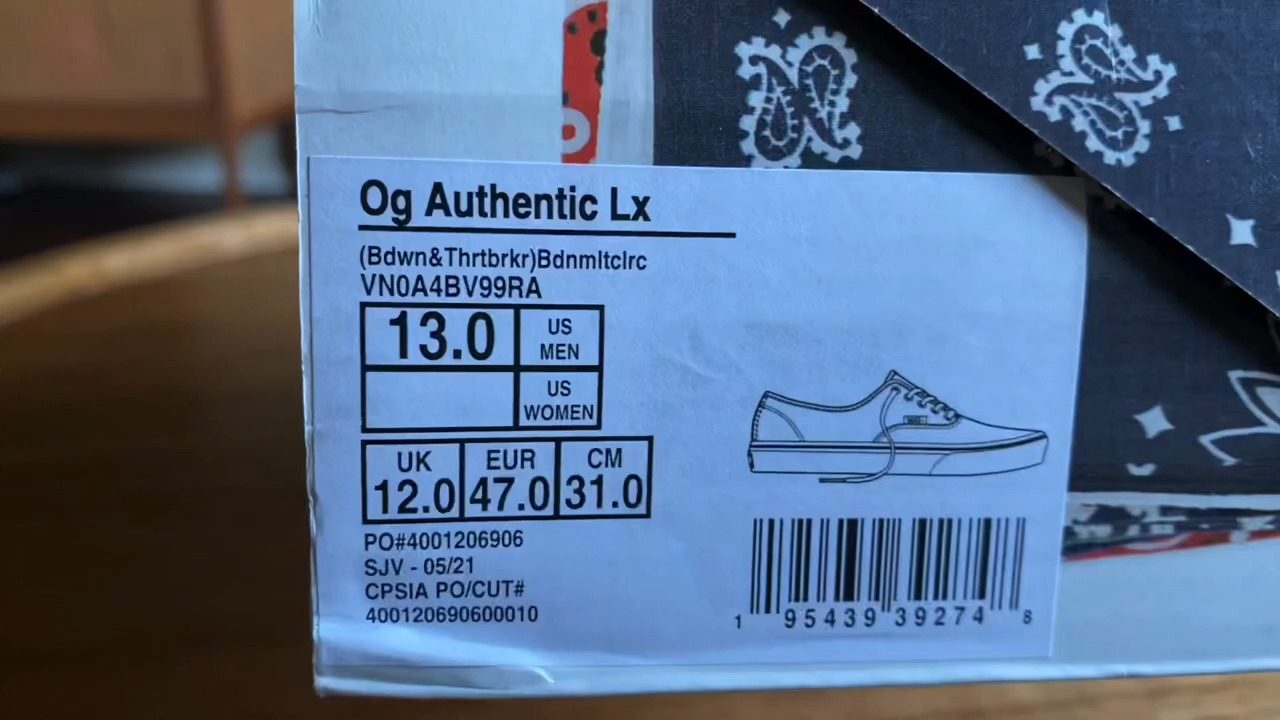 Og Authentic Lx
(Bdwn&Thrtbrkr)Bdnmltclrc
VN0A4BV99RA
13.0 US MEN
US WOMEN
UK EUR CM
12.0 47.0 31.0
PO#4001206906
SJV - 05/21
CPSIA PO/CUT#
400120690600010
1 95439 39274 8